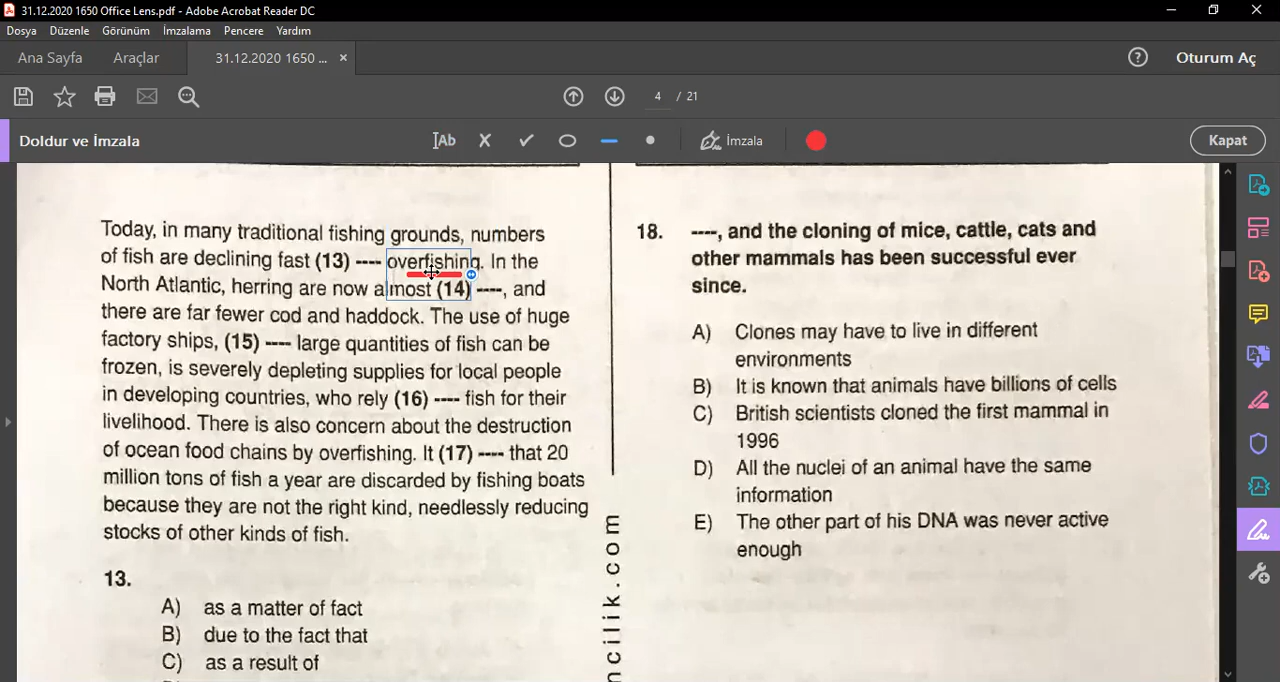 31.12.2020 1650 Office Lens.pdf - Adobe Acrobat Reader DC
Dosya Düzenle Görünüm İmzalama Pencere Yardım
Ana Sayfa Araçlar 31.12.2020 1650 ... × ? Oturum Aç
4 / 21
Doldur ve İmzala Ab İmzala Kapat
Today, in many traditional fishing grounds, numbers
of fish are declining fast (13) ---- overfishing. In the
North Atlantic, herring are now almost (14) ----, and
there are far fewer cod and haddock. The use of huge
factory ships, (15) ---- large quantities of fish can be
frozen, is severely depleting supplies for local people
in developing countries, who rely (16) ---- fish for their
livelihood. There is also concern about the destruction
of ocean food chains by overfishing. It (17) ---- that 20
million tons of fish a year are discarded by fishing boats
because they are not the right kind, needlessly reducing
stocks of other kinds of fish.
13.
A) as a matter of fact
B) due to the fact that
C) as a result of
ncilik.com
18. ----, and the cloning of mice, cattle, cats and
other mammals has been successful ever
since.
A) Clones may have to live in different
environments
B) It is known that animals have billions of cells
C) British scientists cloned the first mammal in
1996
D) All the nuclei of an animal have the same
information
E) The other part of his DNA was never active
enough